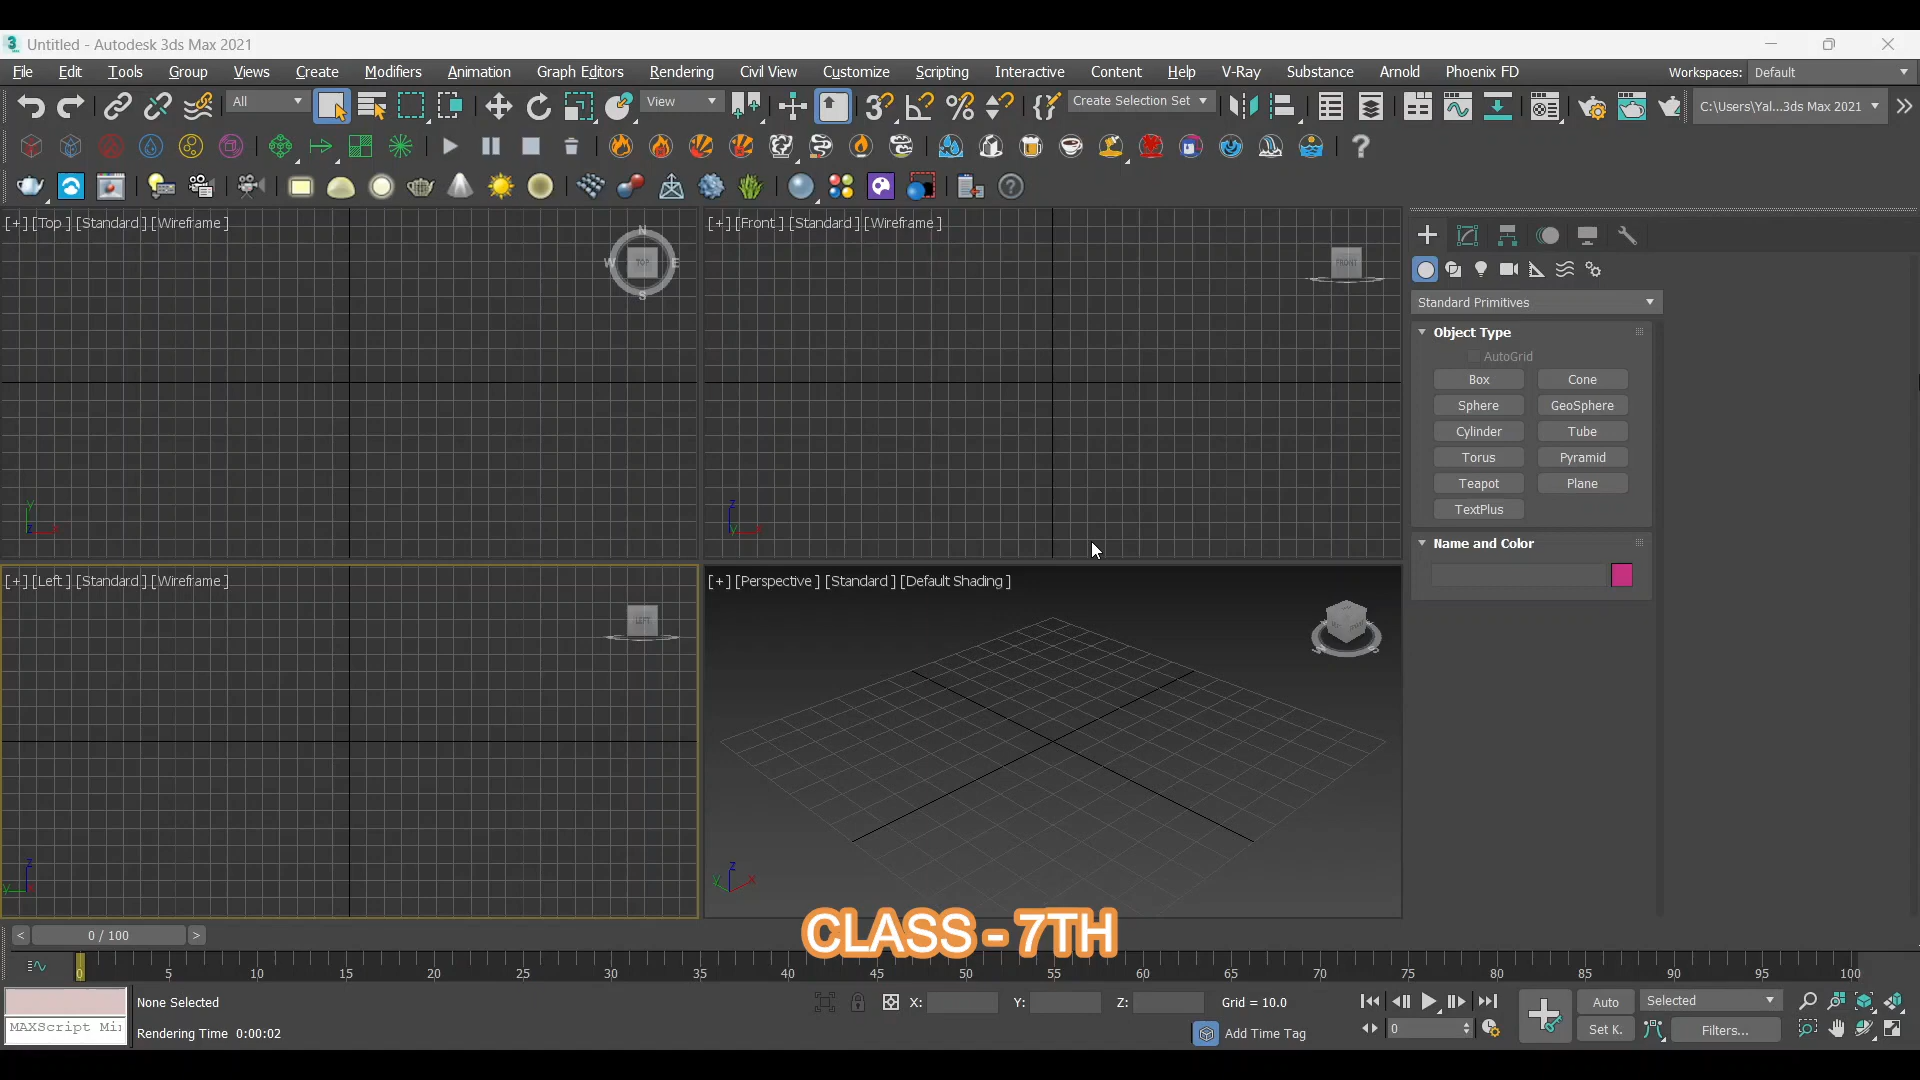 Untitled - Autodesk 3ds Max 2021
File Edit Tools Group Views Create Modifiers Animation Graph Editors Rendering Civil View Customize Scripting Interactive Content Help V-Ray Substance Arnold Phoenix FD Workspaces: Default
All View Create Selection Set C:\Users\Yal...3ds Max 2021
[+] [Top ] [Standard ] [Wireframe ]
N
W TOP E
S
[+] [Front ] [Standard ] [Wireframe ]
FRONT
Standard Primitives
Object Type
AutoGrid
Box Cone
Sphere GeoSphere
Cylinder Tube
Torus Pyramid
Teapot Plane
TextPlus
Name and Color
y
z x
z
y x
[+] [Left ] [Standard ] [Wireframe ]
LEFT
[+] [Perspective ] [Standard ] [Default Shading ]
W S
z
y x
z
y x
CLASS - 7TH
< 0 / 100 >
0 5 10 15 20 25 30 35 40 45 50 55 60 65 70 75 80 85 90 95 100
None Selected X: Y: Z: Grid = 10.0 Auto Selected
MAXScript Mi Rendering Time 0:00:02 Add Time Tag 0 Set K. Filters...